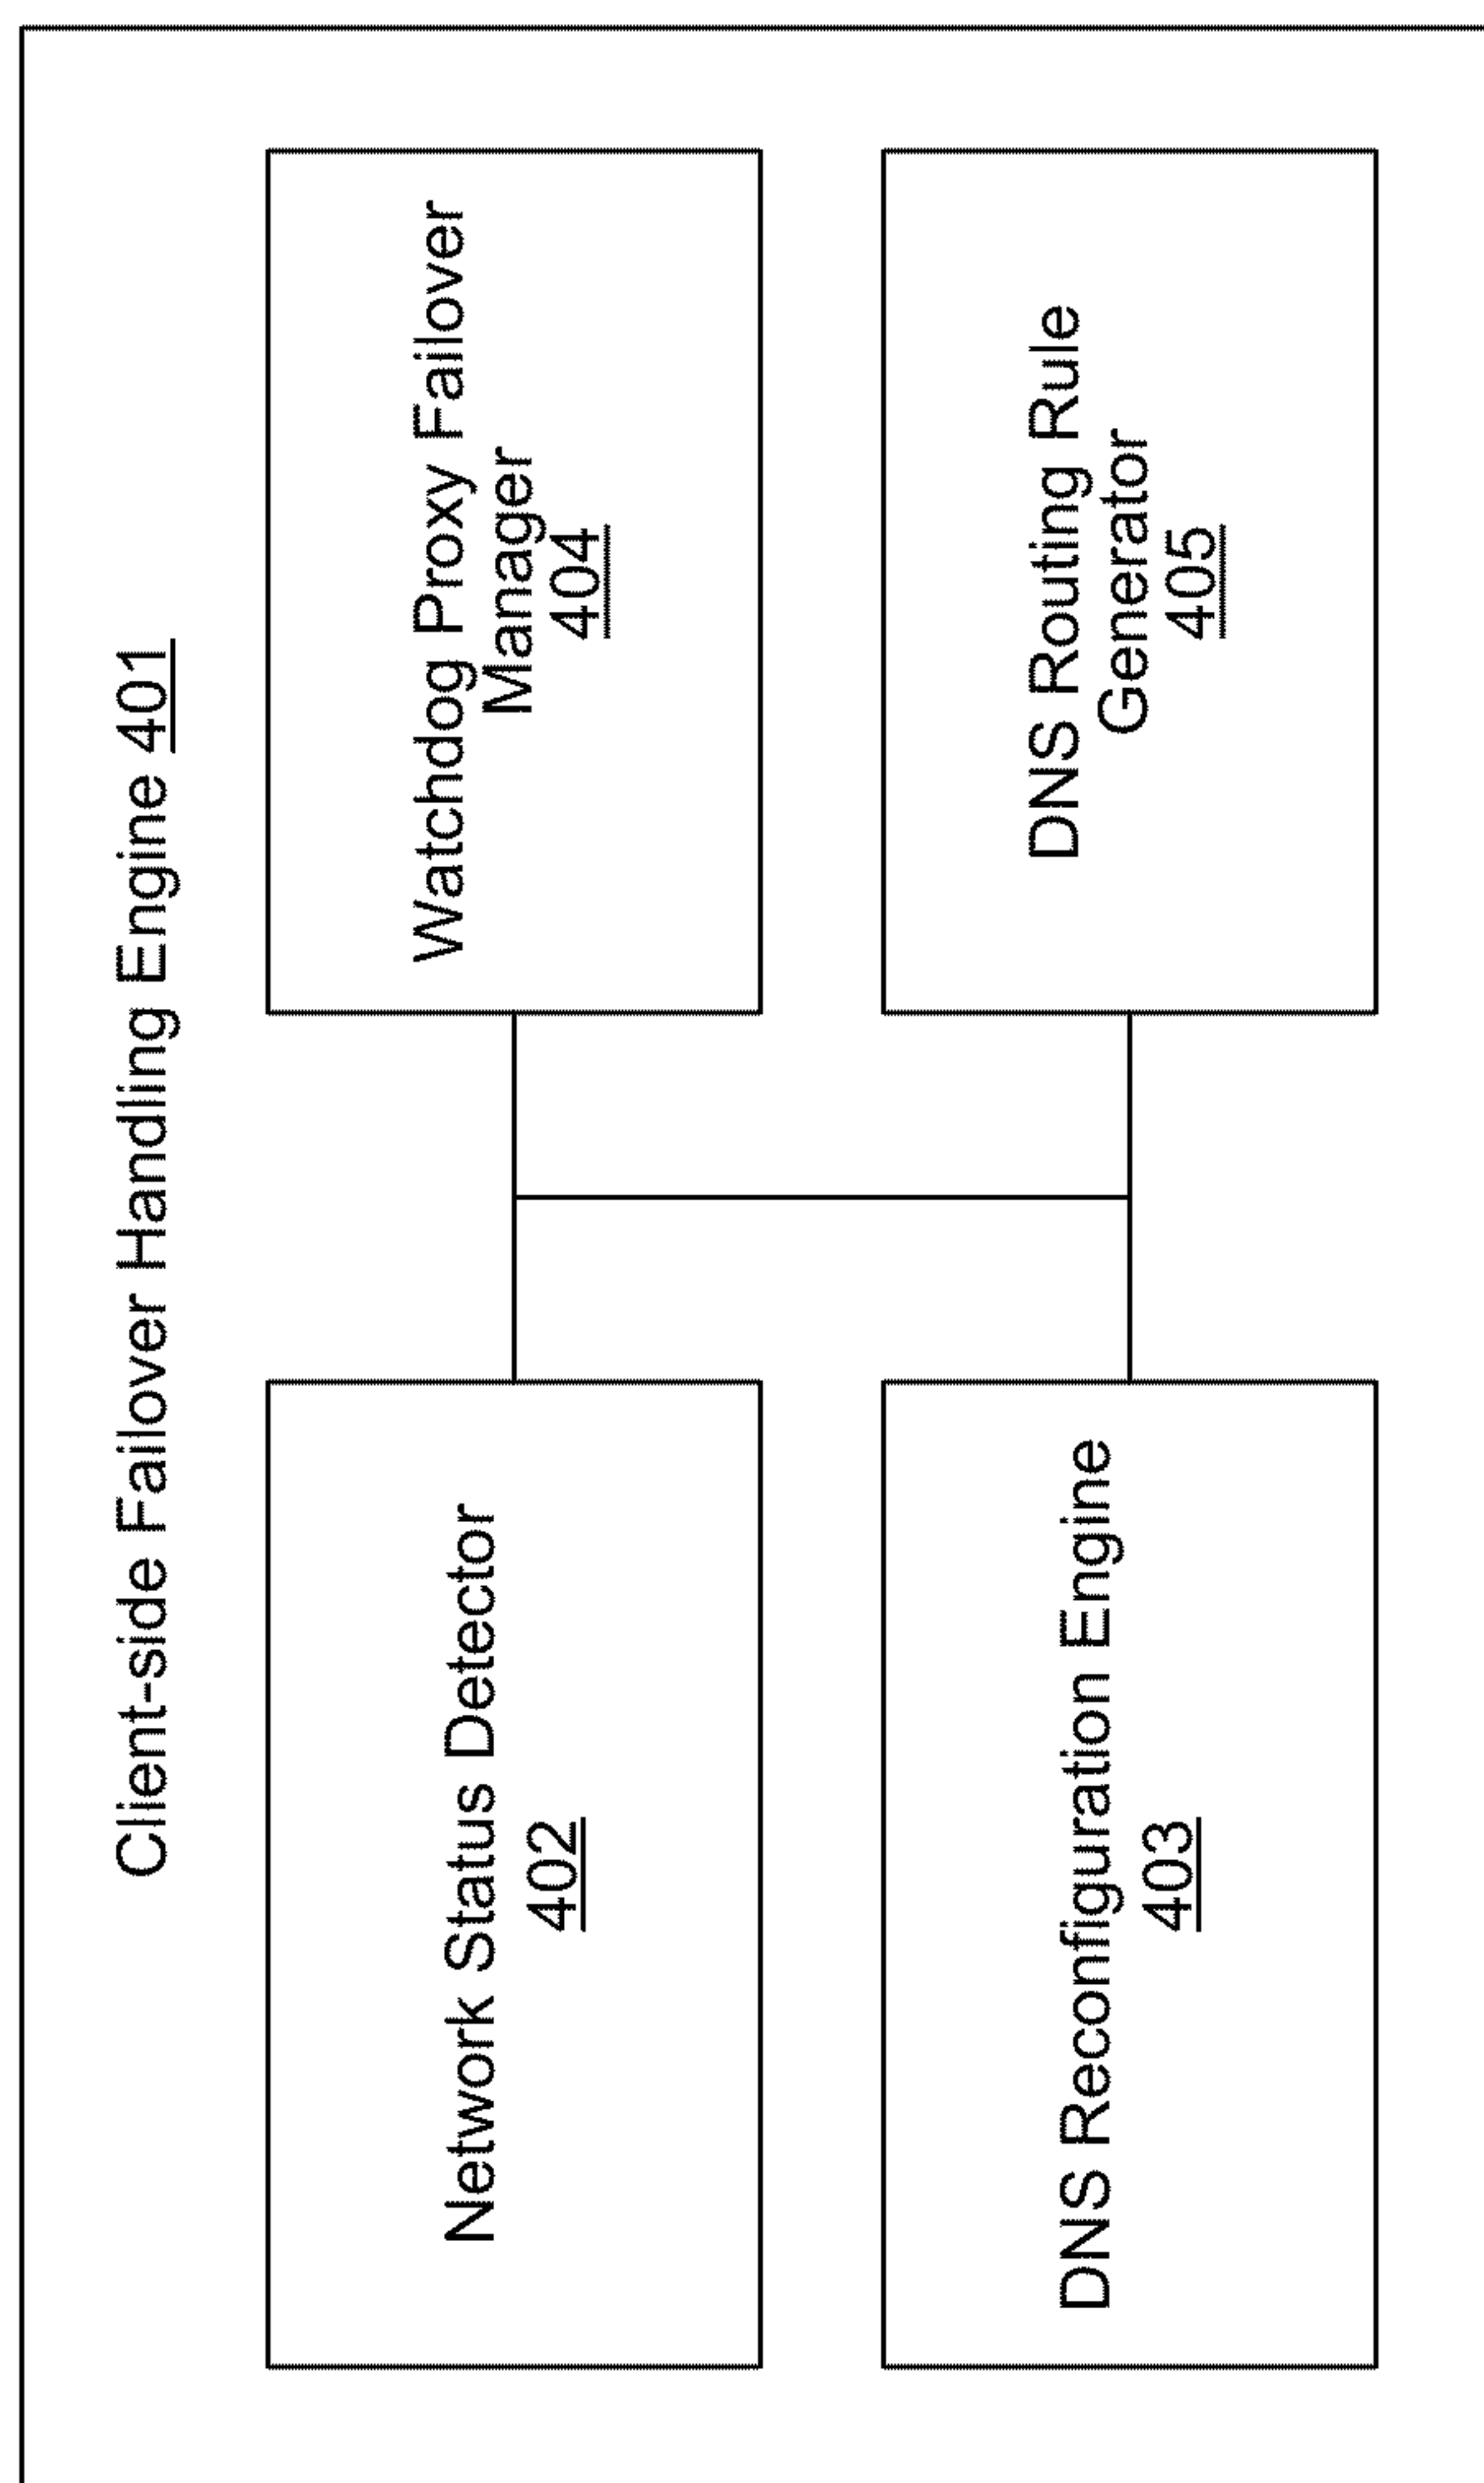 Client-side Failover Handling Engine 401
Network Status Detector
402
Watchdog Proxy Failover
Manager
404
DNS Reconfiguration Engine
403
DNS Routing Rule
Generator
405